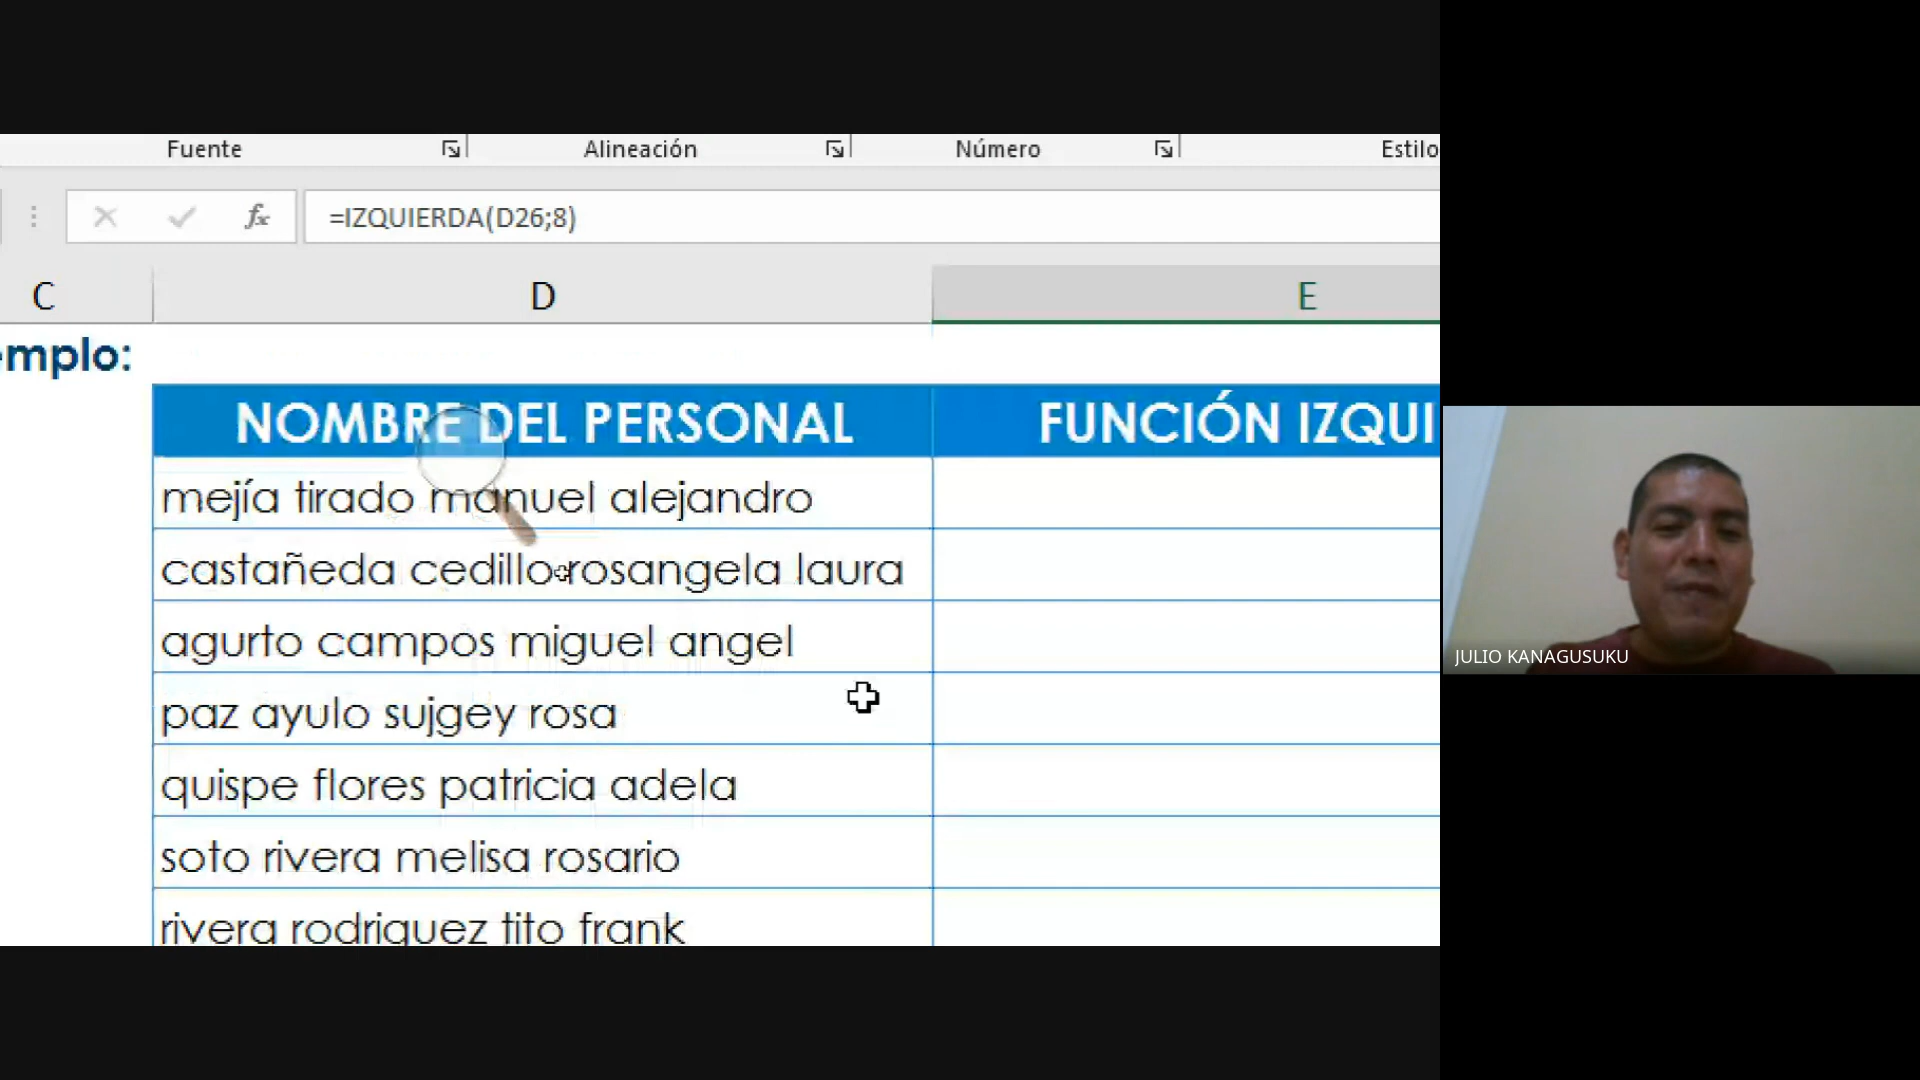 Fuente Alineación Número Estilo
fx =IZQUIERDA(D26;8)
C D E
emplo:
NOMBRE DEL PERSONAL FUNCIÓN IZQUI
mejía tirado manuel alejandro
castañeda cedillo rosangela laura
agurto campos miguel angel
paz ayulo sujgey rosa
quispe flores patricia adela
soto rivera melisa rosario
rivera rodriguez tito frank
JULIO KANAGUSUKU